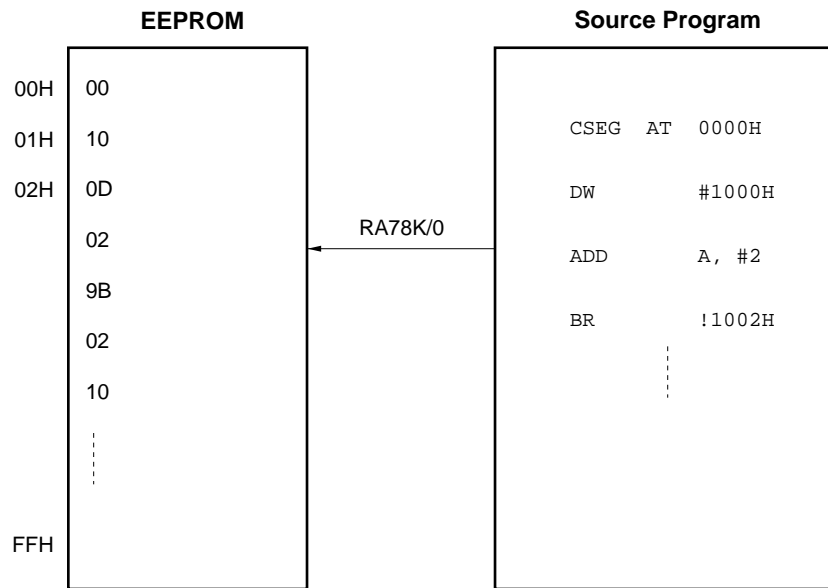 EEPROM
Source Program
00H 00
01H 10
02H 0D
02
9B
02
10
FFH
RA78K/0
CSEG AT 0000H
DW #1000H
ADD A, #2
BR !1002H